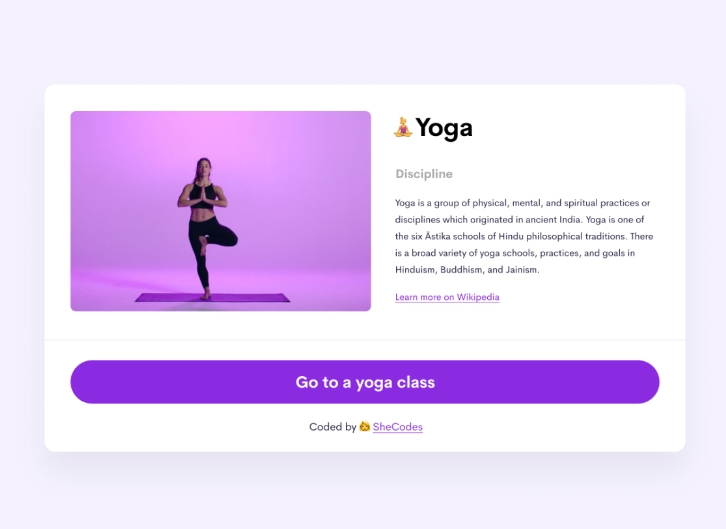 🧘‍♀️Yoga
Discipline
Yoga is a group of physical, mental, and spiritual practices or
disciplines which originated in ancient India. Yoga is one of
the six Āstika schools of Hindu philosophical traditions. There
is a broad variety of yoga schools, practices, and goals in
Hinduism, Buddhism, and Jainism.
Learn more on Wikipedia
Go to a yoga class
Coded by 👩 SheCodes